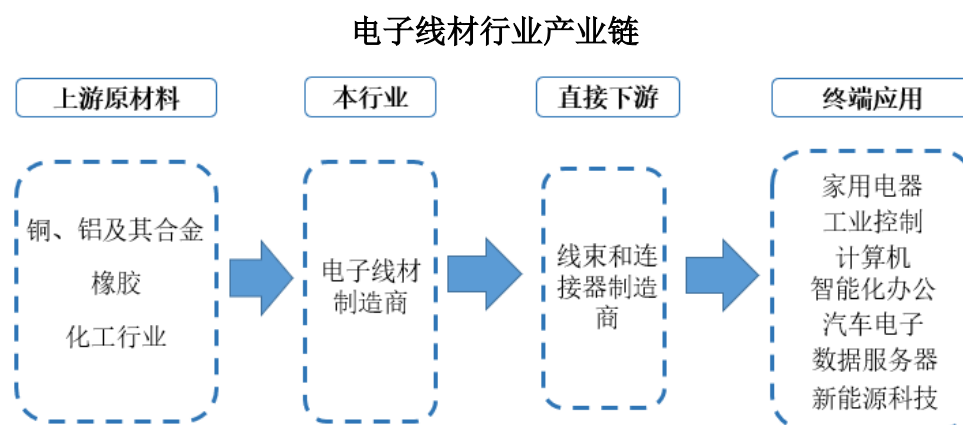 电子线材行业产业链
上游原材料
本行业
直接下游
终端应用
铜、铝及其合金
橡胶
化工行业
电子线材
制造商
线束和连
接器制造
商
家用电器
工业控制
计算机
智能化办公
汽车电子
数据服务器
新能源科技